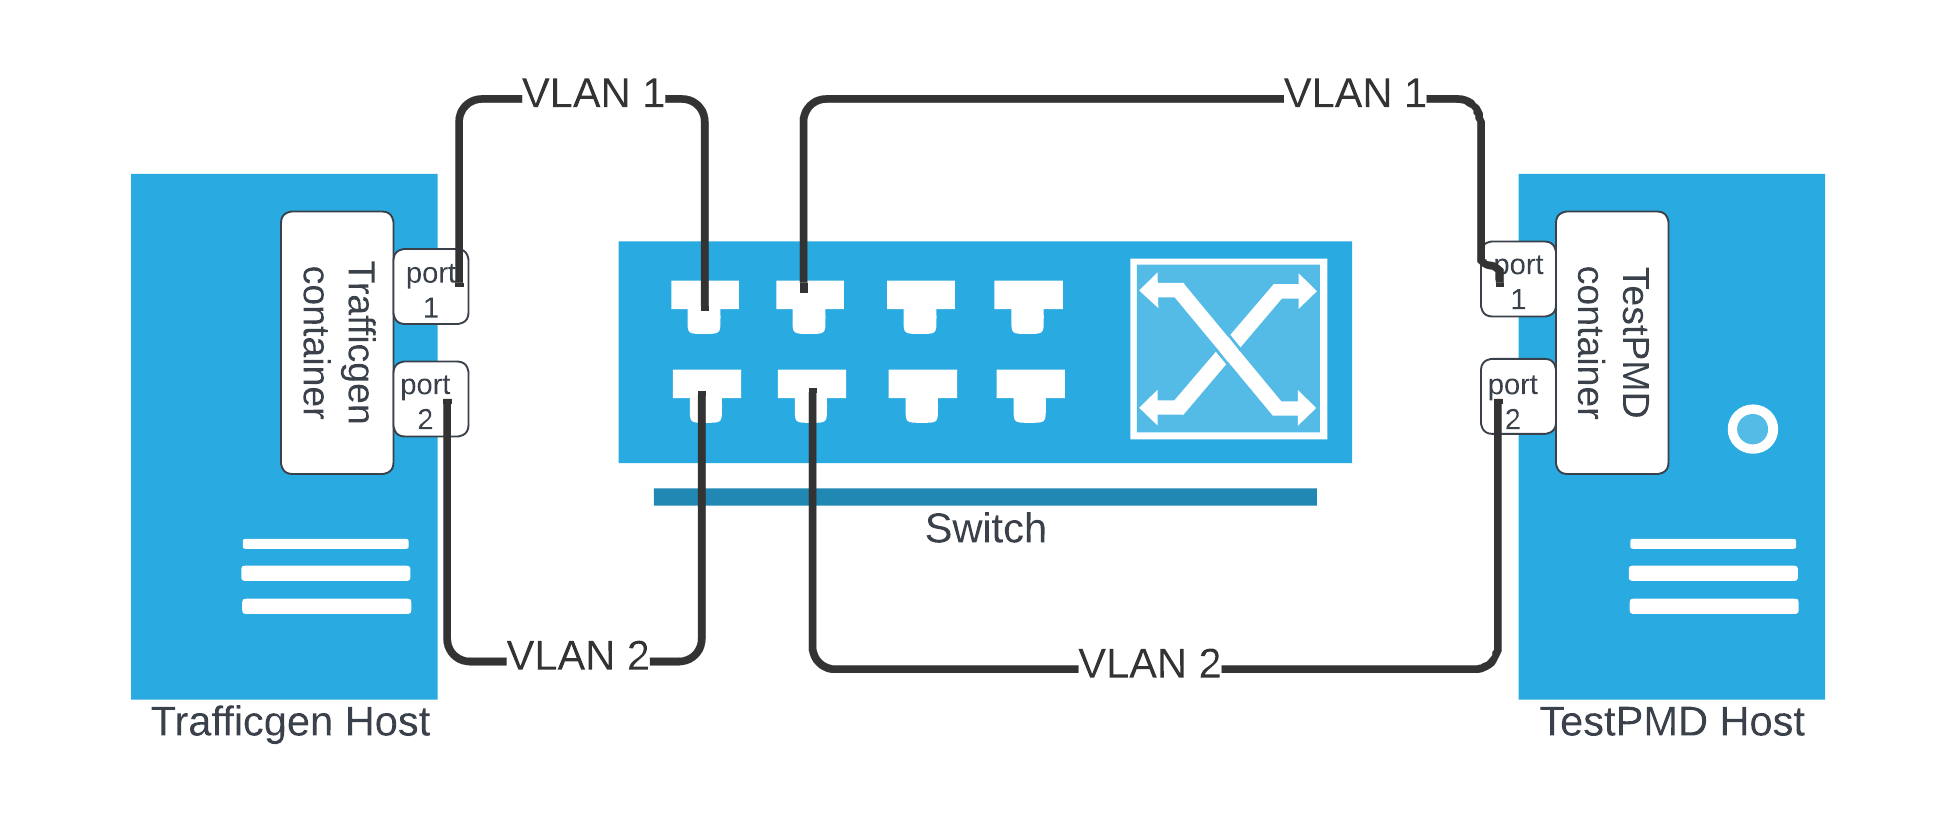 VLAN 1
VLAN 1
Trafficgen
container
port
1
port
2
port
1
port
2
TestPMD
container
Switch
VLAN 2
VLAN 2
Trafficgen Host
TestPMD Host